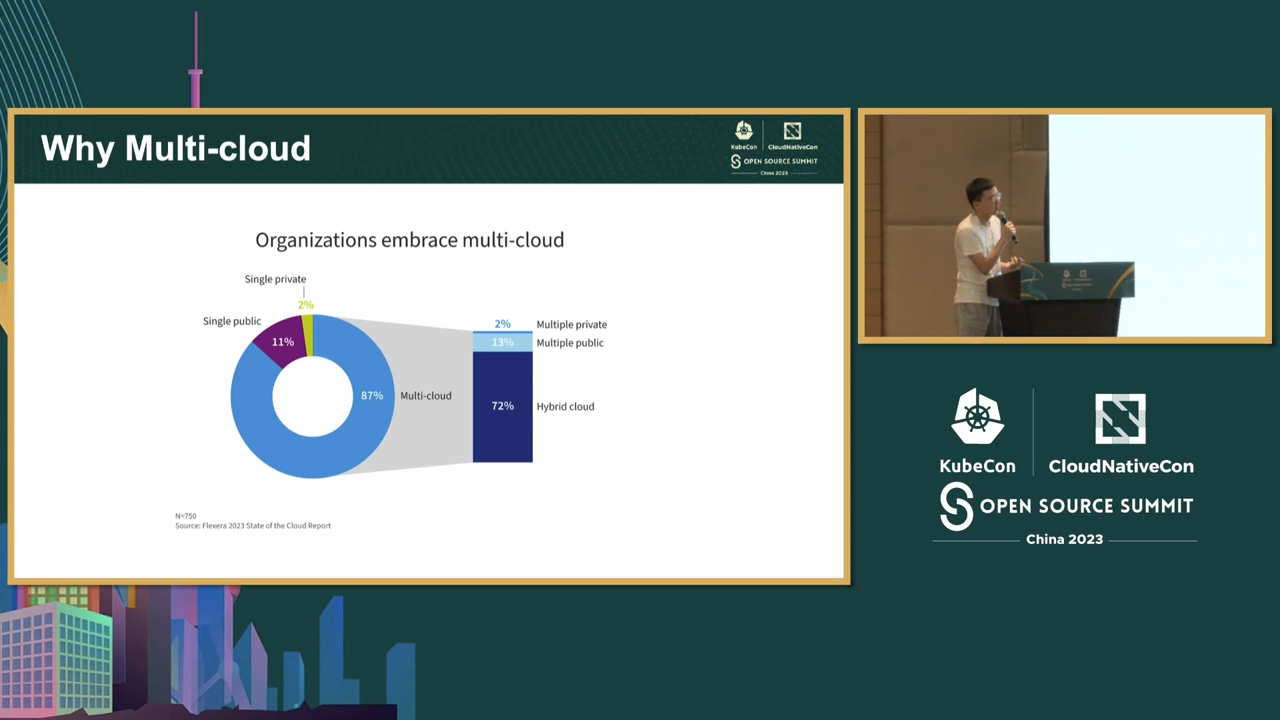 Why Multi-cloud
KubeCon
CloudNativeCon
OPEN SOURCE SUMMIT
China 2023
Organizations embrace multi-cloud
Single private
2%
Single public
11%
87%
Multi-cloud
2%
Multiple private
13%
Multiple public
72%
Hybrid cloud
N=750
Source: Flexera 2023 State of the Cloud Report
KubeCon
CloudNativeCon
OPEN SOURCE SUMMIT
China 2023